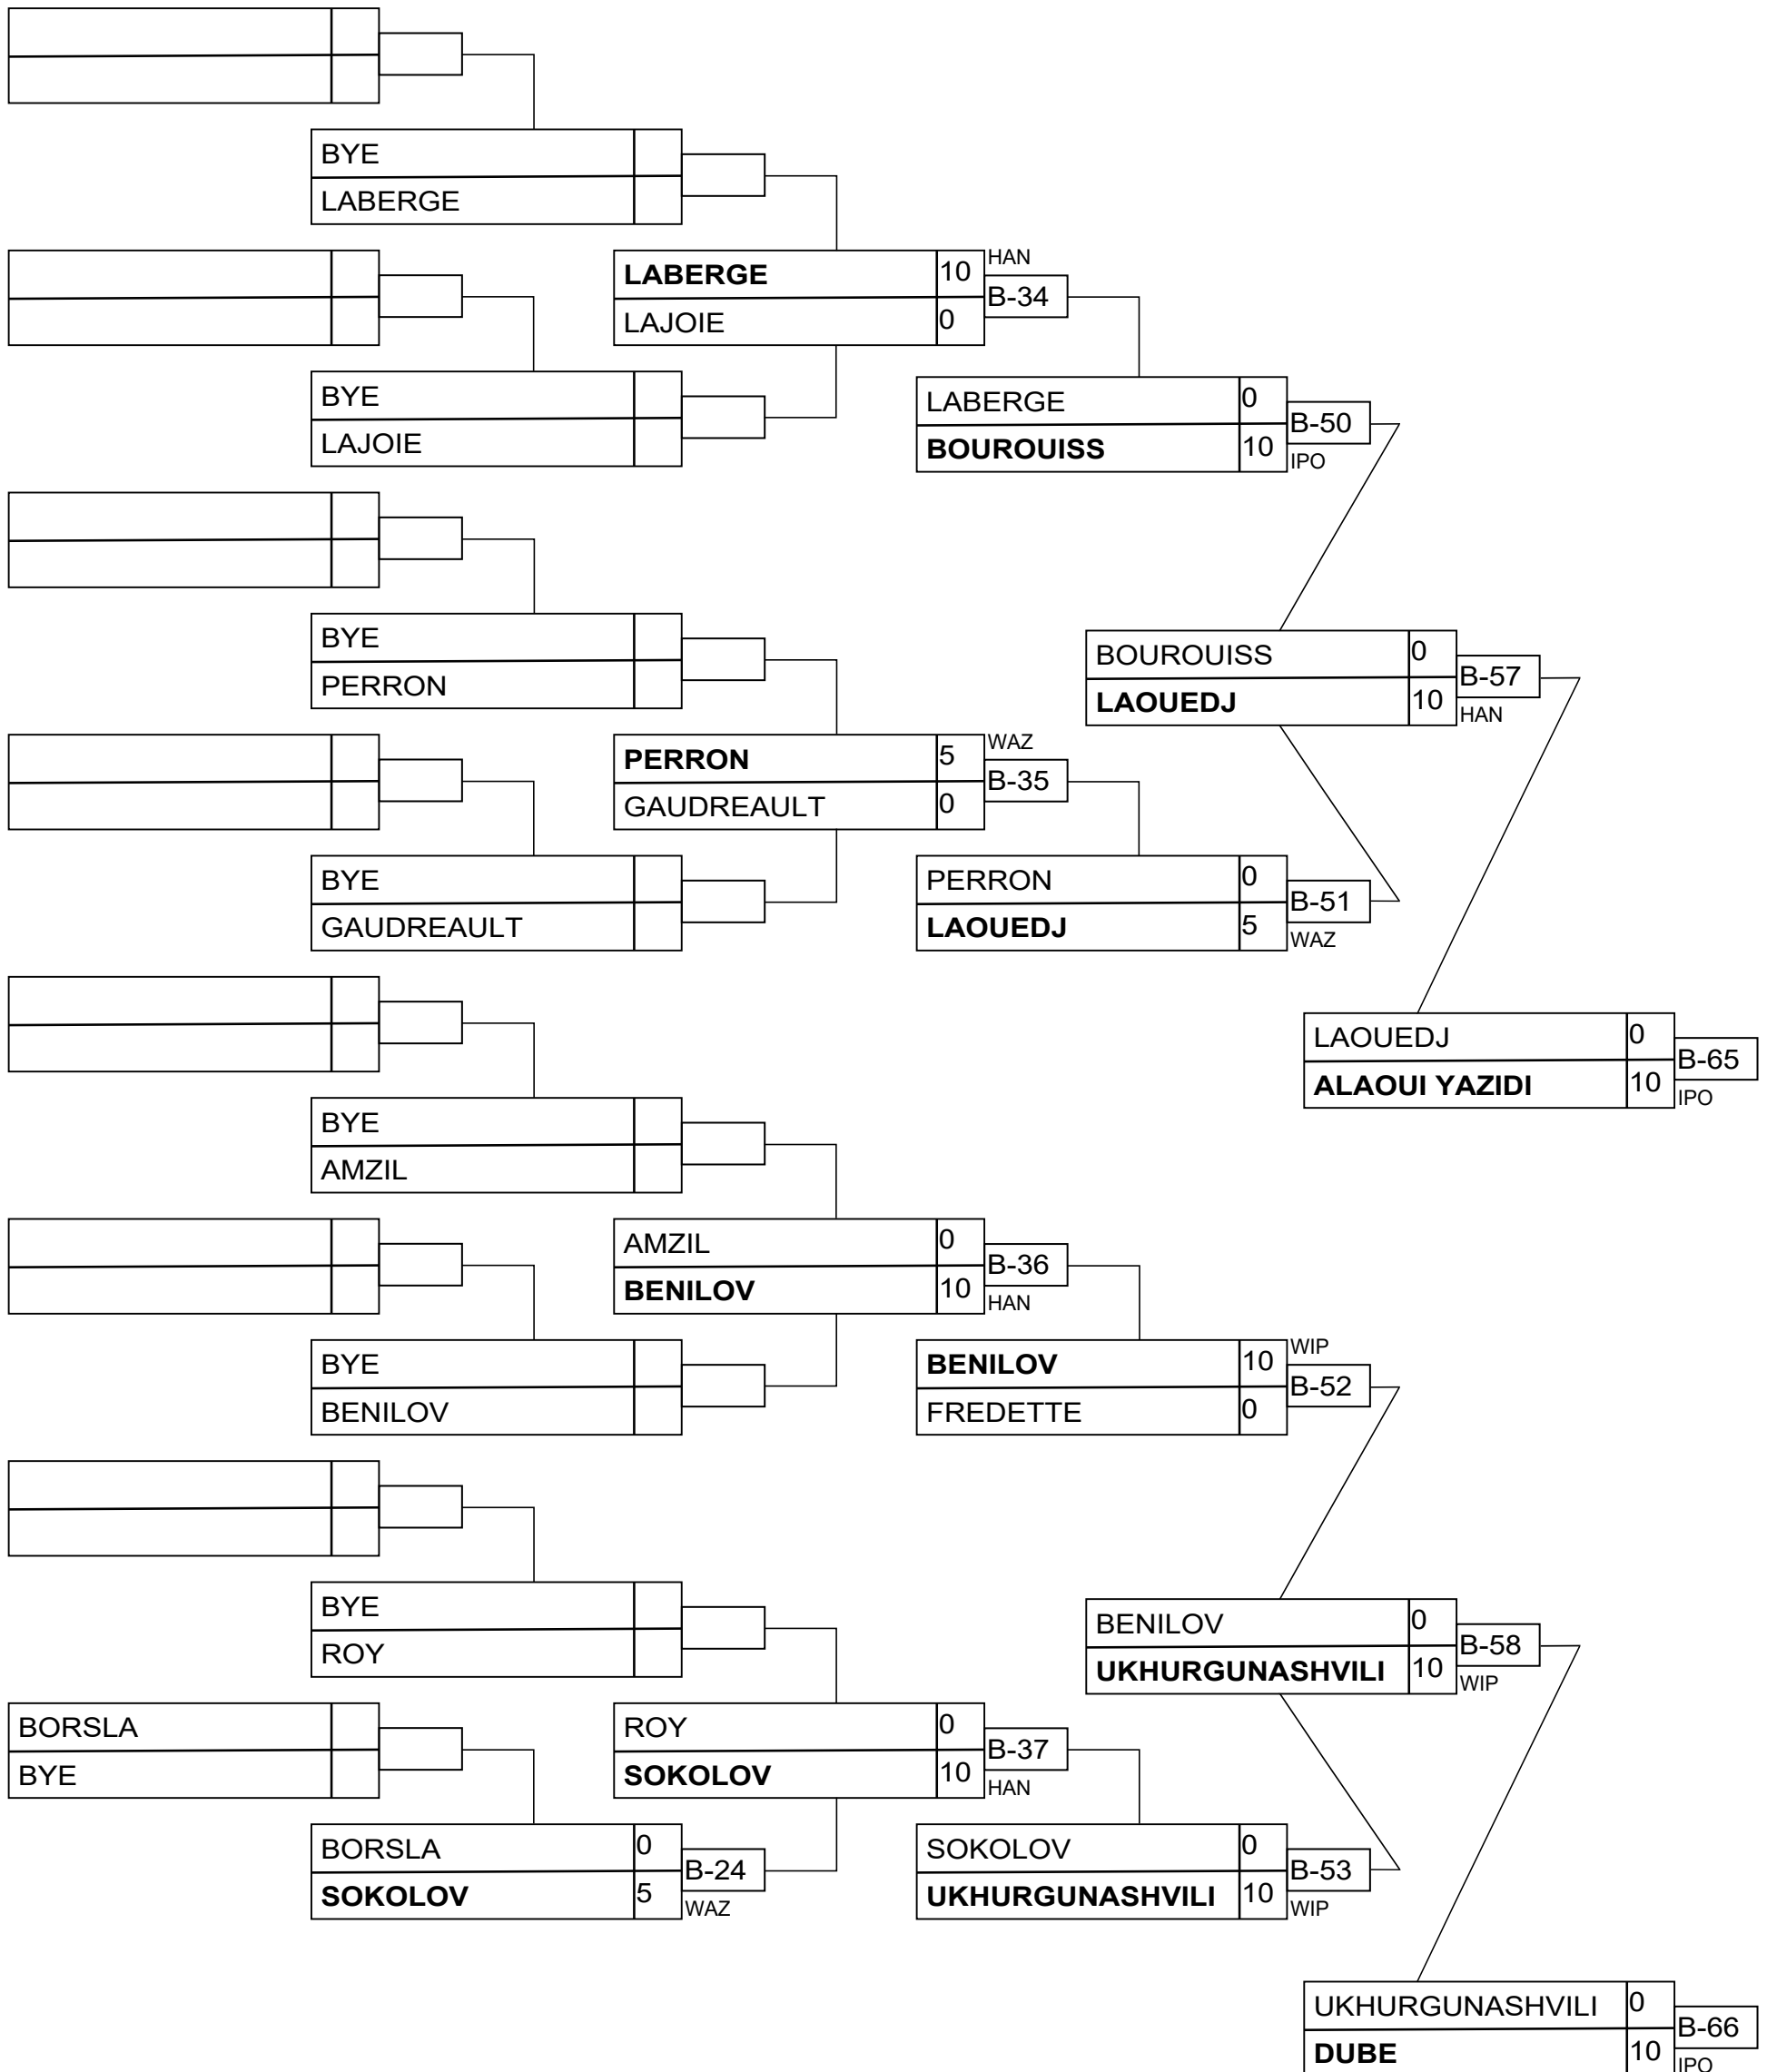 BYE
LABERGE
LABERGE 10 HAN
B-34
LAJOIE 0
BYE
LAJOIE
LABERGE 0
B-50
BOUROUISS 10 IPO
BYE
PERRON
BOUROUISS 0
B-57
LAOUEDJ 10 HAN
PERRON 5 WAZ
B-35
GAUDREAULT 0
BYE
GAUDREAULT
PERRON 0
B-51
LAOUEDJ 5 WAZ
LAOUEDJ 0
B-65
ALAOUI YAZIDI 10 IPO
BYE
AMZIL
AMZIL 0
B-36
BENILOV 10 HAN
BYE
BENILOV
BENILOV 10 WIP
B-52
FREDETTE 0
BYE
ROY
BENILOV 0
B-58
UKHURGUNASHVILI 10 WIP
BORSLA
BYE
ROY 0
B-37
SOKOLOV 10 HAN
BORSLA 0
B-24
SOKOLOV 5 WAZ
SOKOLOV 0
B-53
UKHURGUNASHVILI 10 WIP
UKHURGUNASHVILI 0
B-66
DUBE 10 IPO